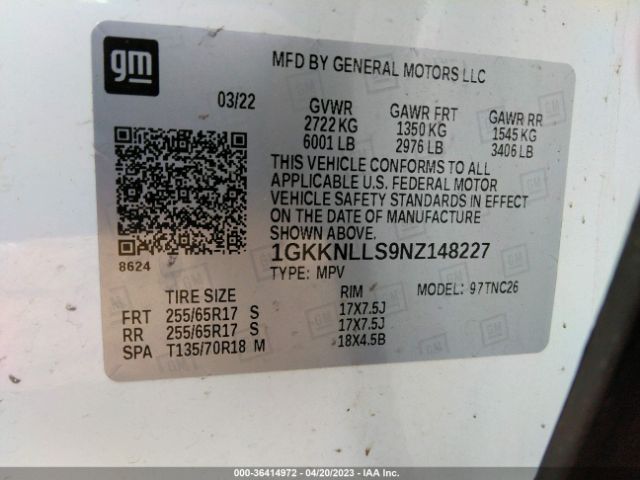 gm
MFD BY GENERAL MOTORS LLC
03/22
GVWR GAWR FRT GAWR RR
2722 KG 1350 KG 1545 KG
6001 LB 2976 LB 3406 LB
THIS VEHICLE CONFORMS TO ALL
APPLICABLE U.S. FEDERAL MOTOR
VEHICLE SAFETY STANDARDS IN EFFECT
ON THE DATE OF MANUFACTURE
SHOWN ABOVE.
8624
1GKKNLLS9NZ148227
TYPE: MPV
MODEL: 97TNC26
TIRE SIZE RIM
FRT 255/65R17 S 17X7.5J
RR 255/65R17 S 17X7.5J
SPA T135/70R18 M 18X4.5B
000-36414972 - 04/20/2023 - IAA Inc.